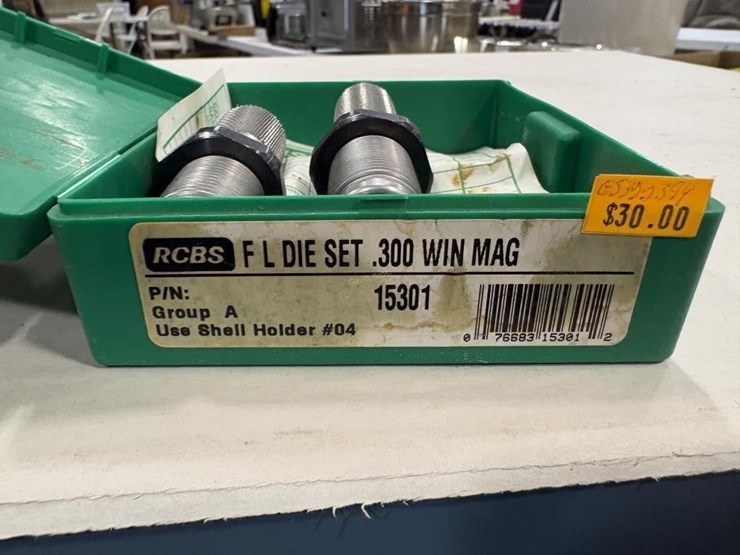 $30.00
RCBS F L DIE SET .300 WIN MAG
P/N: 15301
Group A
Use Shell Holder #04
0 76683 15301 2